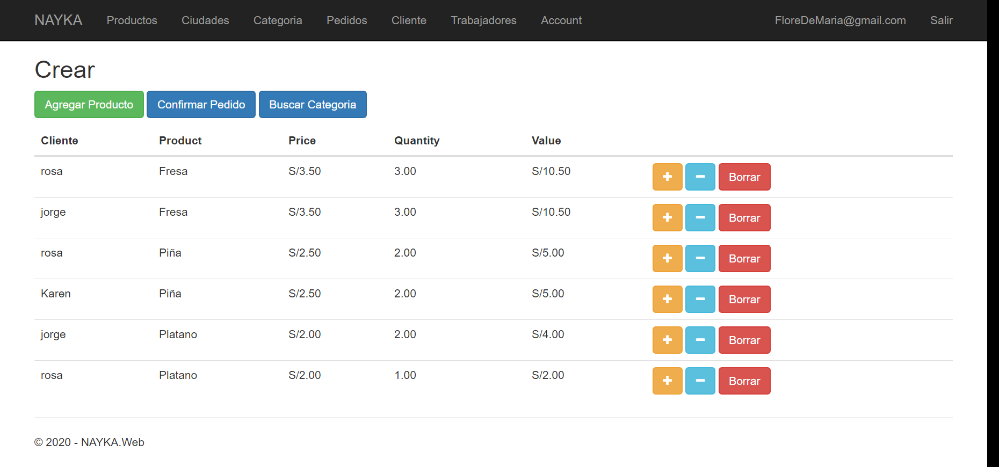 NAYKA Productos Ciudades Categoria Pedidos Cliente Trabajadores Account FloreDeMaria@gmail.com Salir
Crear
Agregar Producto Confirmar Pedido Buscar Categoria
Cliente Product Price Quantity Value
rosa Fresa S/3.50 3.00 S/10.50 + − Borrar
jorge Fresa S/3.50 3.00 S/10.50 + − Borrar
rosa Piña S/2.50 2.00 S/5.00 + − Borrar
Karen Piña S/2.50 2.00 S/5.00 + − Borrar
jorge Platano S/2.00 2.00 S/4.00 + − Borrar
rosa Platano S/2.00 1.00 S/2.00 + − Borrar
© 2020 - NAYKA.Web